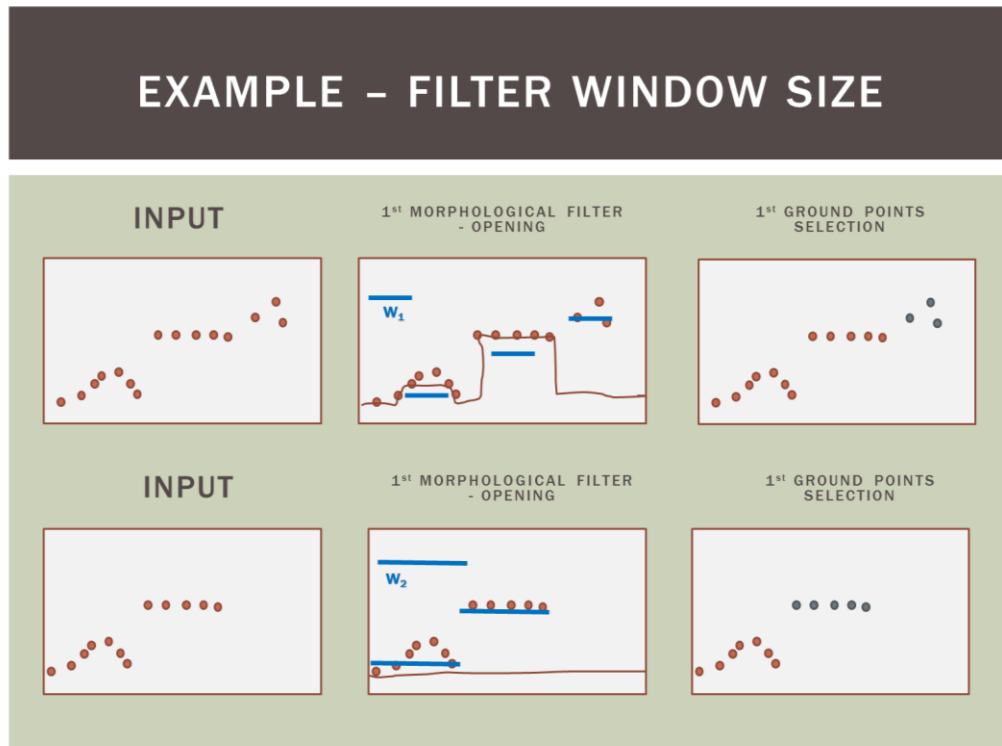 EXAMPLE – FILTER WINDOW SIZE
INPUT
1st MORPHOLOGICAL FILTER
- OPENING
1st GROUND POINTS
SELECTION
W1
INPUT
1st MORPHOLOGICAL FILTER
- OPENING
1st GROUND POINTS
SELECTION
W2